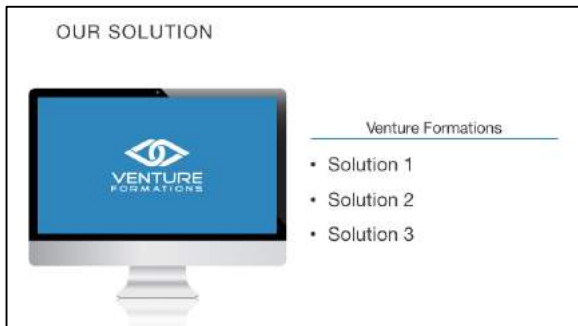 OUR SOLUTION
VENTURE
FORMATIONS
Venture Formations
• Solution 1
• Solution 2
• Solution 3